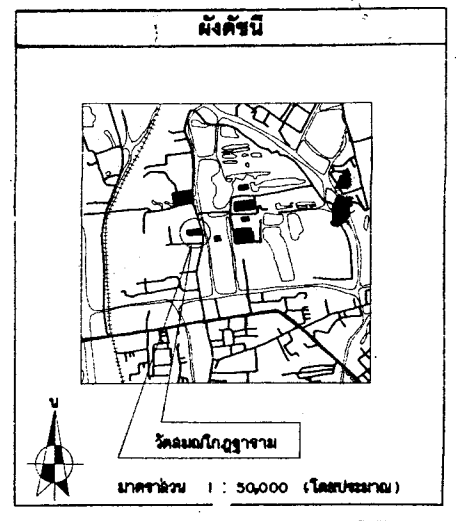 ผังดัชนี
วัดสมณโกฎฐาราม
น
มาตราส่วน 1 : 50,000 (โดยประมาณ)